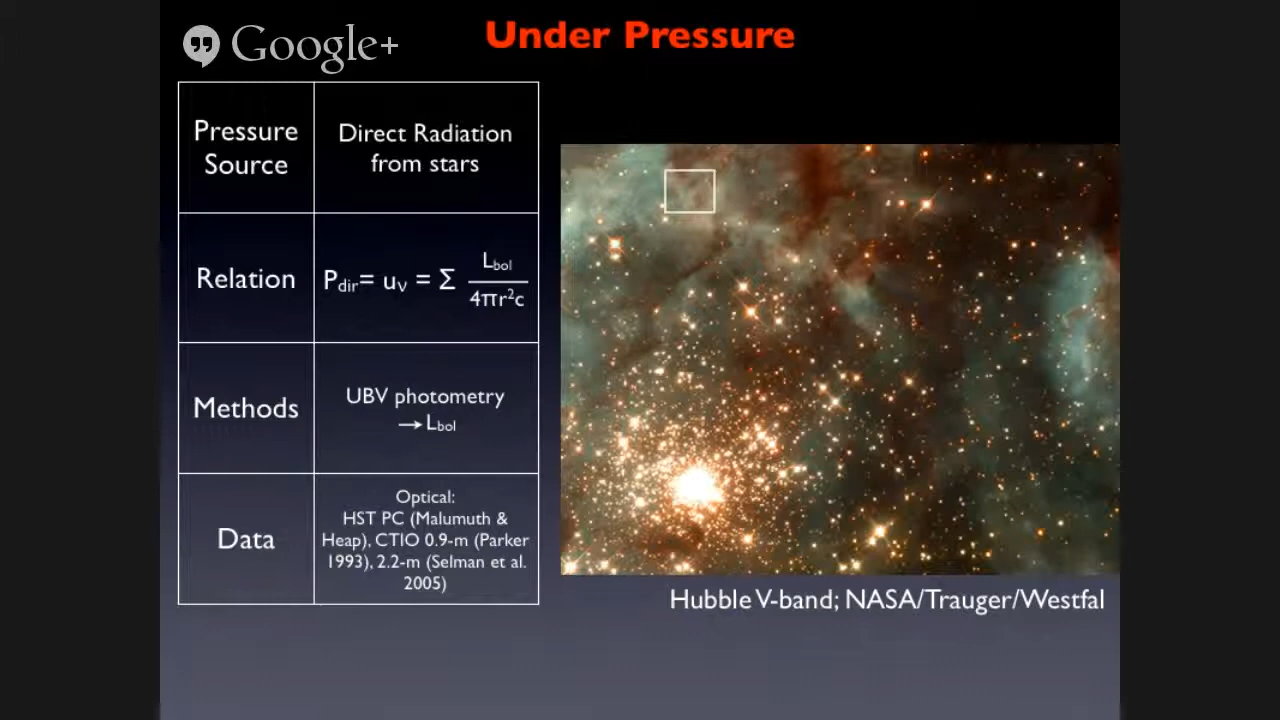 Google+
Under Pressure
Pressure
Source
Direct Radiation
from stars
Relation
P_dir= u_ν = Σ L_bol / 4πr²c
Methods
UBV photometry
→L_bol
Data
Optical:
HST PC (Malumuth &
Heap), CTIO 0.9-m (Parker
1993), 2.2-m (Selman et al.
2005)
Hubble V-band; NASA/Trauger/Westfal